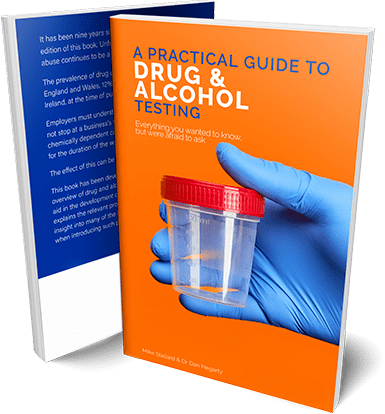 It has been nine years s
edition of this book. Unf
abuse continues to be a
The prevalence of drug
England and Wales, 12%
Ireland, at the time of pu
Employers must underst
not stop at a business's
chemically dependent
for the duration of the w
The effect of this can be
This book has been deve
overview of drug and alc
aid in the development
explains the relevant pro
insight into many of the
when introducing such
A PRACTICAL GUIDE TO
DRUG &
ALCOHOL
TESTING
Everything you wanted to know,
but were afraid to ask
Mike Stallard & Dr Dan Hegarty